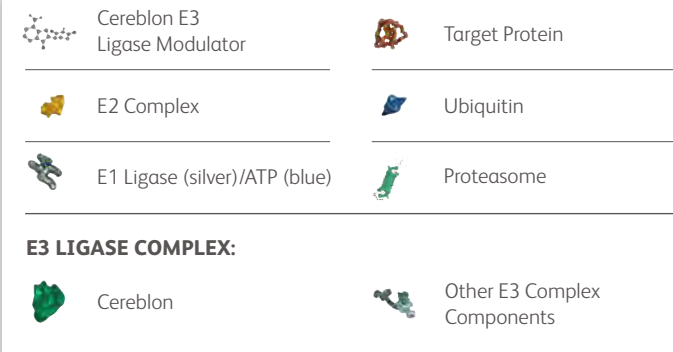 Cereblon E3
Ligase Modulator
Target Protein
E2 Complex
Ubiquitin
E1 Ligase (silver)/ATP (blue)
Proteasome
E3 LIGASE COMPLEX:
Cereblon
Other E3 Complex
Components